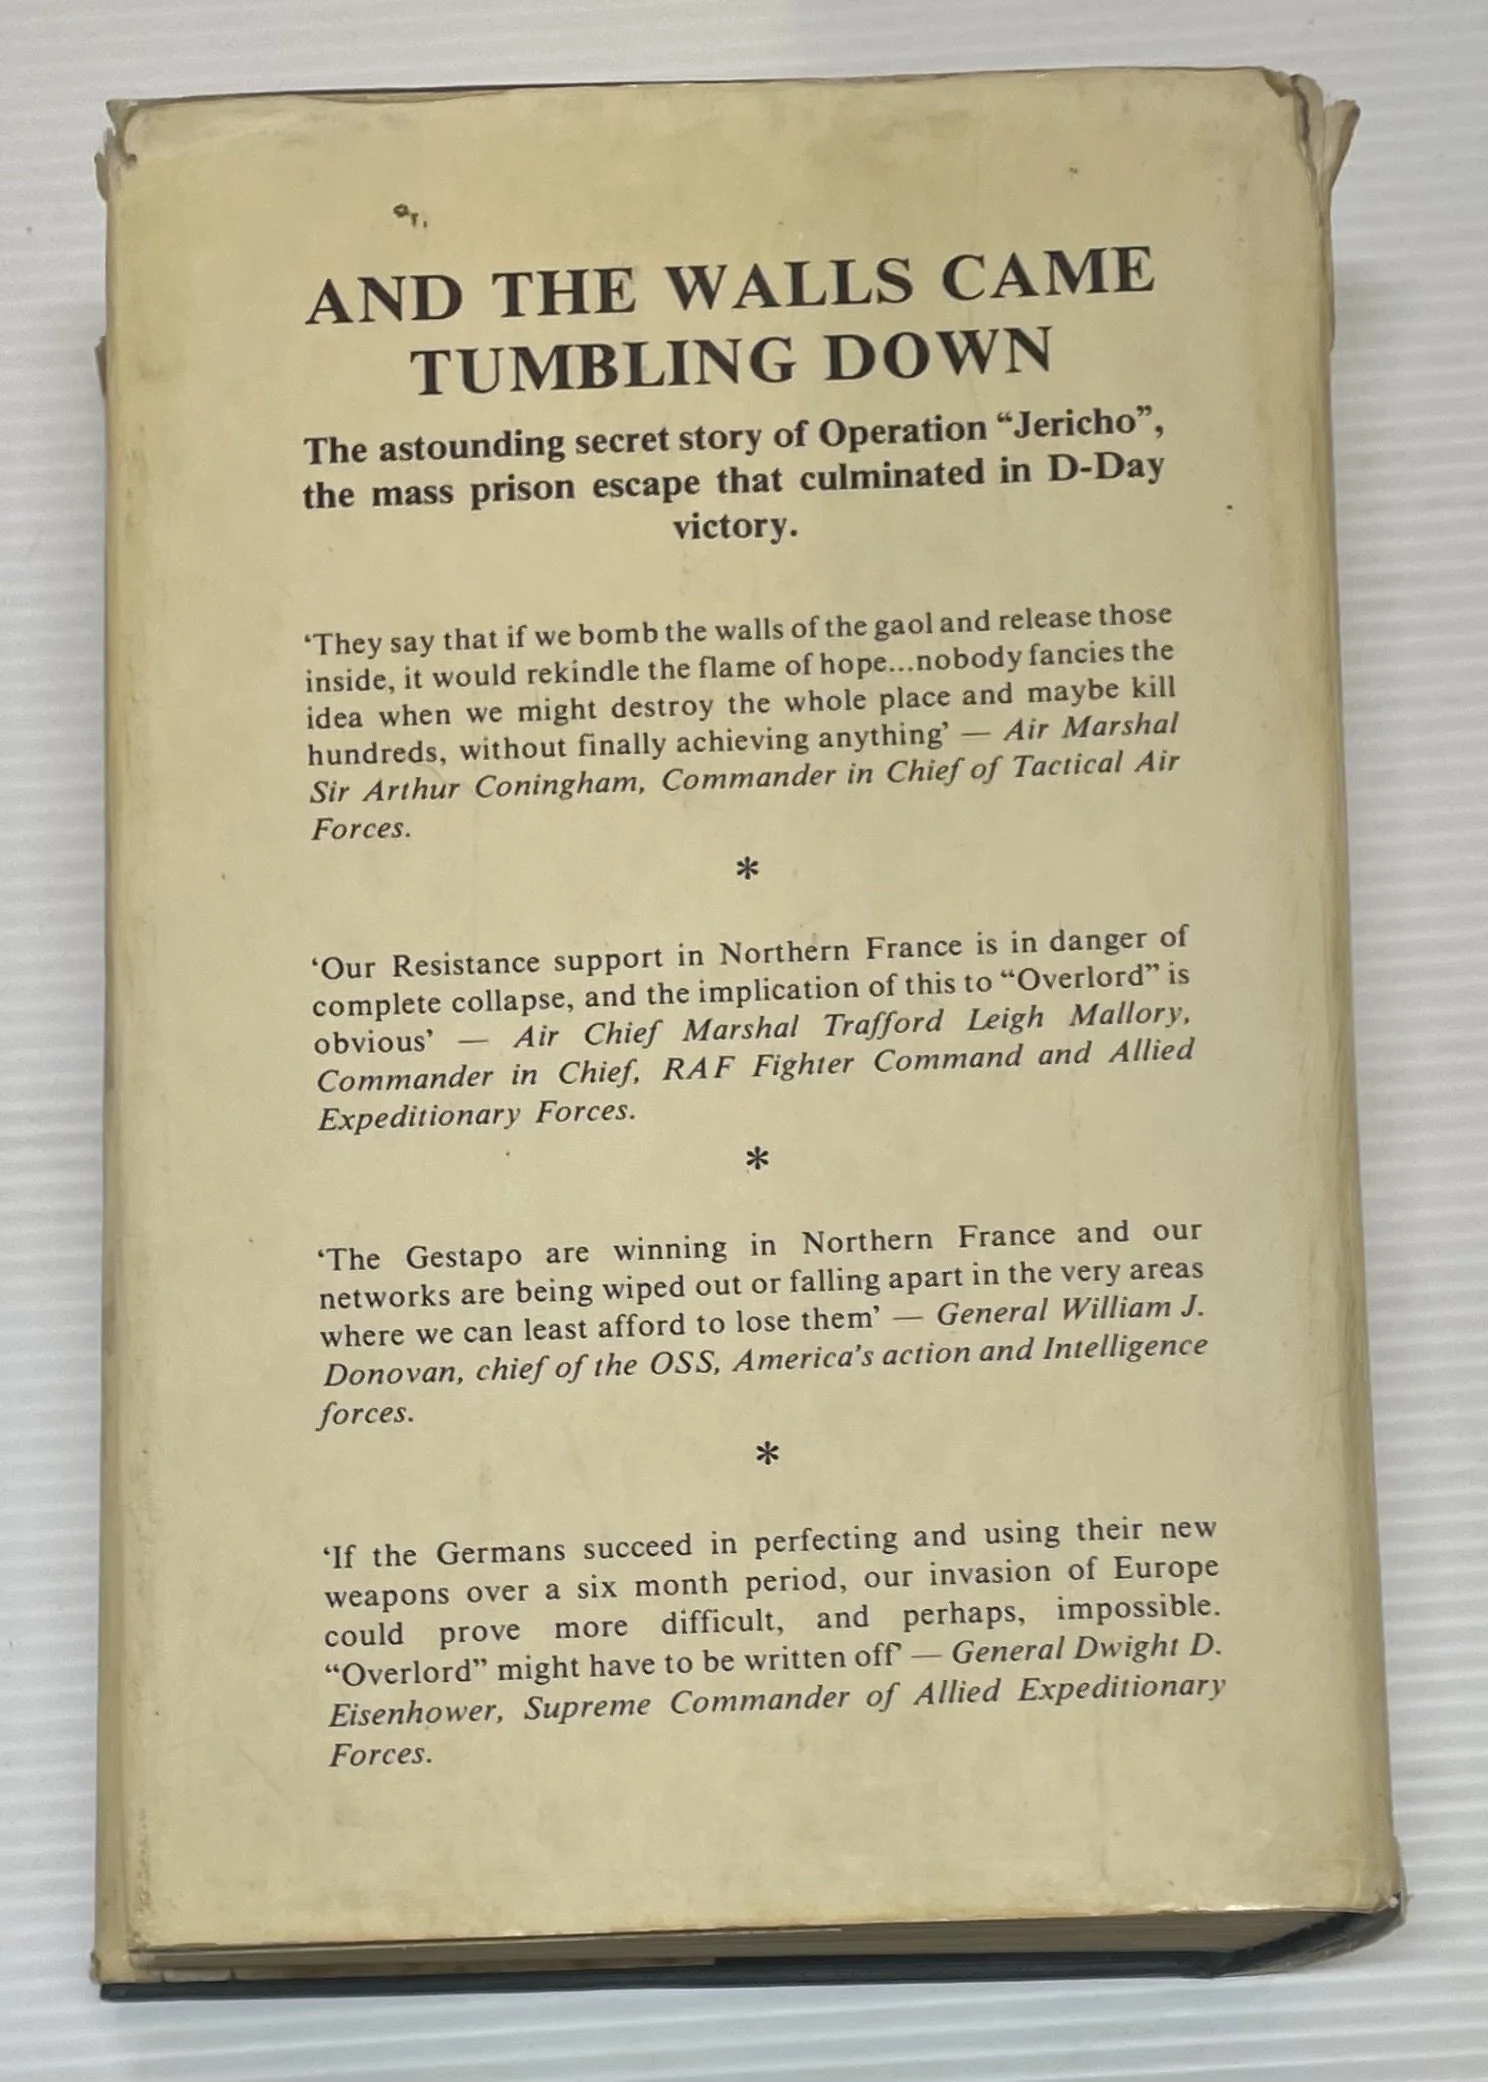 AND THE WALLS CAME
TUMBLING DOWN
The astounding secret story of Operation “Jericho”,
the mass prison escape that culminated in D-Day
victory.
‘They say that if we bomb the walls of the gaol and release those
inside, it would rekindle the flame of hope...nobody fancies the
idea when we might destroy the whole place and maybe kill
hundreds, without finally achieving anything’ — Air Marshal
Sir Arthur Coningham, Commander in Chief of Tactical Air
Forces.
*
‘Our Resistance support in Northern France is in danger of
complete collapse, and the implication of this to “Overlord” is
obvious’ — Air Chief Marshal Trafford Leigh Mallory,
Commander in Chief, RAF Fighter Command and Allied
Expeditionary Forces.
*
‘The Gestapo are winning in Northern France and our
networks are being wiped out or falling apart in the very areas
where we can least afford to lose them’ — General William J.
Donovan, chief of the OSS, America’s action and Intelligence
forces.
*
‘If the Germans succeed in perfecting and using their new
weapons over a six month period, our invasion of Europe
could prove more difficult, and perhaps, impossible.
“Overlord” might have to be written off’ — General Dwight D.
Eisenhower, Supreme Commander of Allied Expeditionary
Forces.